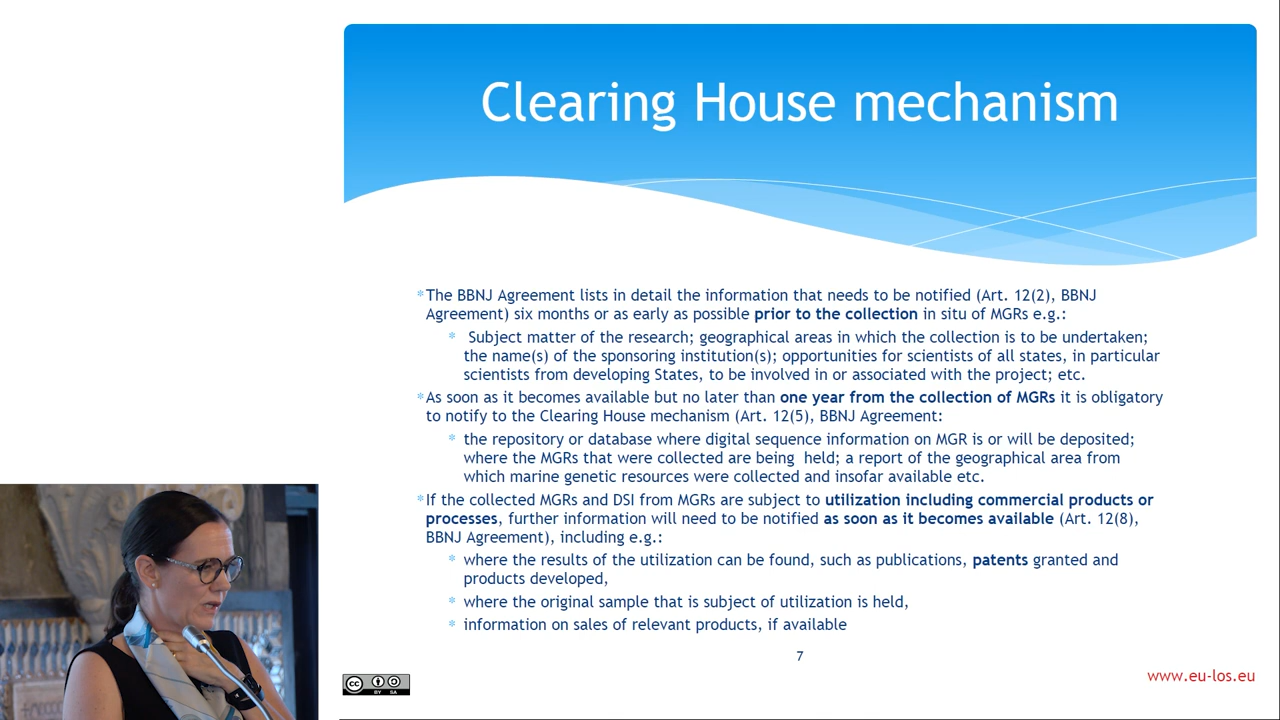 Clearing House mechanism
*The BBNJ Agreement lists in detail the information that needs to be notified (Art. 12(2), BBNJ
Agreement) six months or as early as possible prior to the collection in situ of MGRs e.g.:
* Subject matter of the research; geographical areas in which the collection is to be undertaken;
the name(s) of the sponsoring institution(s); opportunities for scientists of all states, in particular
scientists from developing States, to be involved in or associated with the project; etc.
*As soon as it becomes available but no later than one year from the collection of MGRs it is obligatory
to notify to the Clearing House mechanism (Art. 12(5), BBNJ Agreement:
* the repository or database where digital sequence information on MGR is or will be deposited;
where the MGRs that were collected are being held; a report of the geographical area from
which marine genetic resources were collected and insofar available etc.
*If the collected MGRs and DSI from MGRs are subject to utilization including commercial products or
processes, further information will need to be notified as soon as it becomes available (Art. 12(8),
BBNJ Agreement), including e.g.:
* where the results of the utilization can be found, such as publications, patents granted and
products developed,
* where the original sample that is subject of utilization is held,
* information on sales of relevant products, if available
7
cc BY SA
www.eu-los.eu